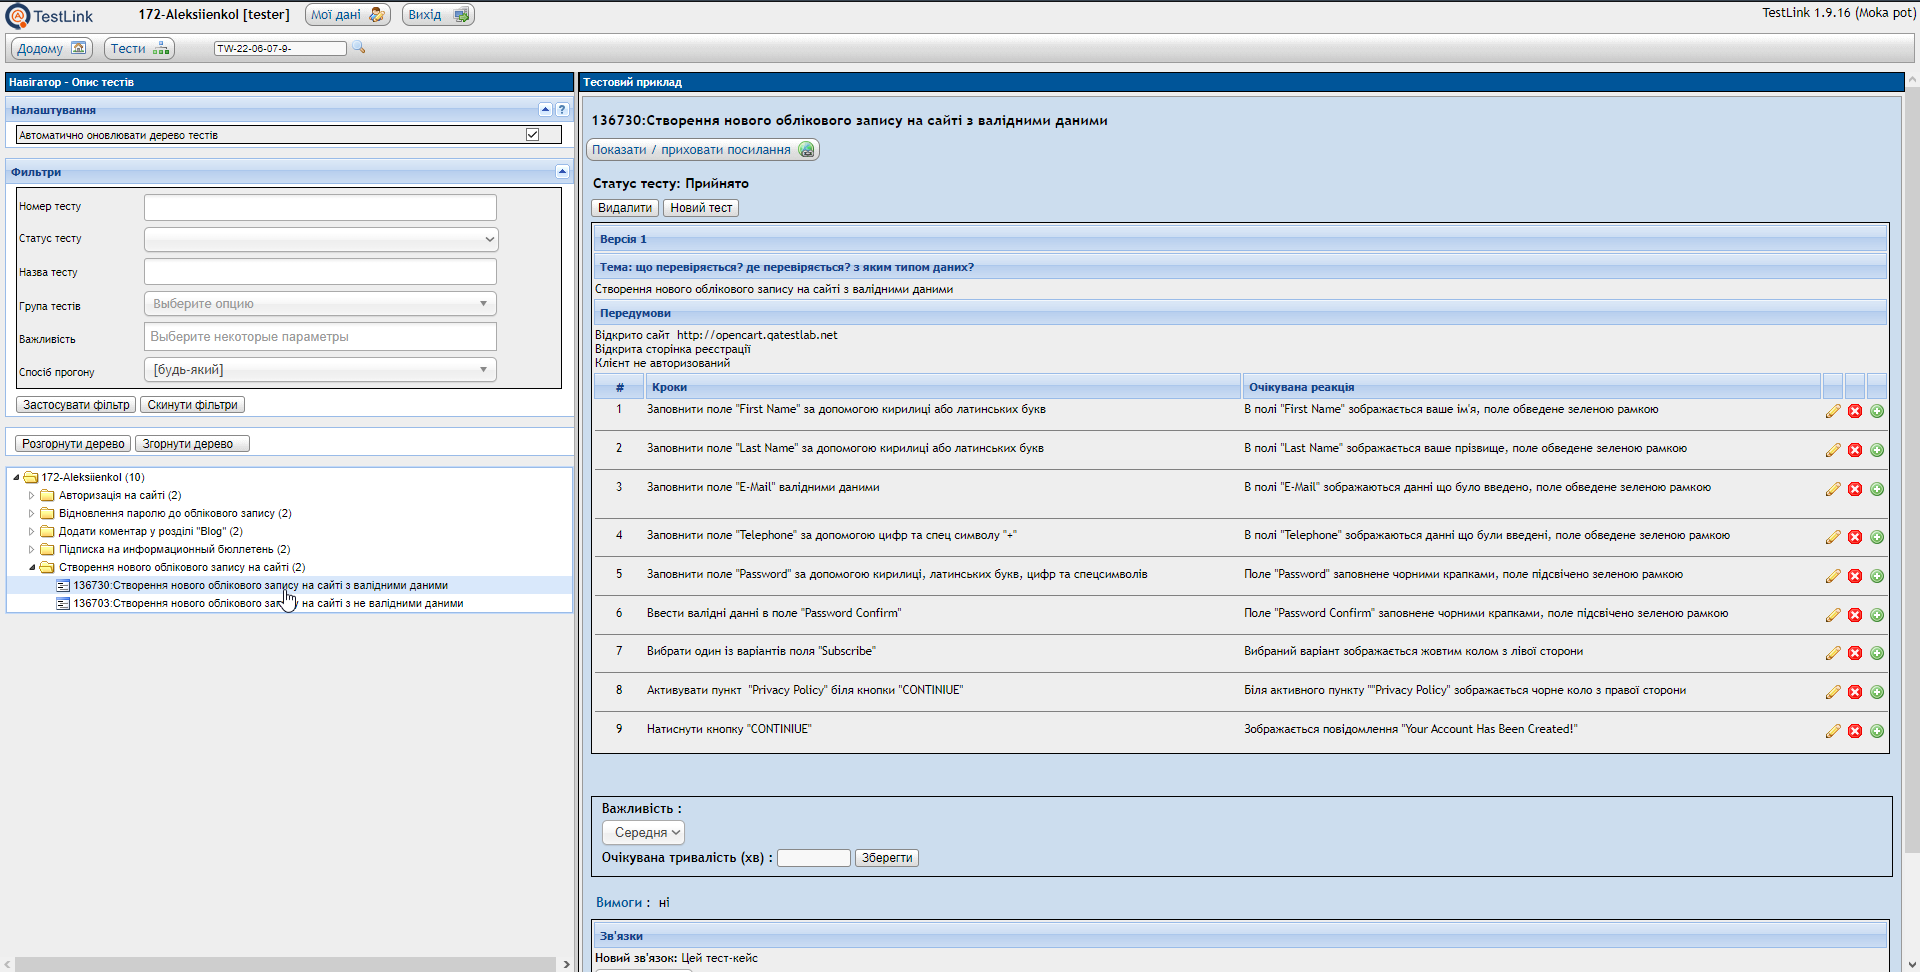 TestLink
172-Aleksiienkol [tester]
Мої дані
Вихід
TestLink 1.9.16 (Moka pot)
Додому
Тести
TW-22-06-07-9-
Навігатор - Опис тестів
Налаштування
Автоматично оновлювати дерево тестів
Фильтри
Номер тесту
Статус тесту
Назва тесту
Група тестів
Выберите опцию
Важливість
Выберите некоторые параметры
Спосіб прогону
[будь-який]
Застосувати фільтр
Скинути фільтри
Розгорнути дерево
Згорнути дерево
172-Aleksiienkol (10)
Авторизація на сайті (2)
Відновлення паролю до облікового запису (2)
Додати коментар у розділі "Blog" (2)
Підписка на информационный бюллетень (2)
Створення нового облікового запису на сайті (2)
136730:Створення нового облікового запису на сайті з валідними даними
136703:Створення нового облікового запису на сайті з не валідними даними
Тестовий приклад
136730:Створення нового облікового запису на сайті з валідними даними
Показати / приховати посилання
Статус тесту: Прийнято
Видалити
Новий тест
Версія 1
Тема: що перевіряється? де перевіряється? з яким типом даних?
Створення нового облікового запису на сайті з валідними даними
Передумови
Відкрито сайт  http://opencart.qatestlab.net
Відкрита сторінка реєстрації
Клієнт не авторизований
# Кроки Очікувана реакція
1 Заповнити поле "First Name" за допомогою кирилиці або латинських букв В полі "First Name" зображається ваше ім'я, поле обведене зеленою рамкою
2 Заповнити поле "Last Name" за допомогою кирилиці або латинських букв В полі "Last Name" зображається ваше прізвище, поле обведене зеленою рамкою
3 Заповнити поле "E-Mail" валідними даними В полі "E-Mail" зображаються данні що було введено, поле обведене зеленою рамкою
4 Заповнити поле "Telephone" за допомогою цифр та спец символу "+" В полі "Telephone" зображаються данні що були введені, поле обведене зеленою рамкою
5 Заповнити поле "Password" за допомогою кирилиці, латинських букв, цифр та спецсимволів Поле "Password" заповнене чорними крапками, поле підсвічено зеленою рамкою
6 Ввести валідні данні в поле "Password Confirm" Поле "Password Confirm" заповнене чорними крапками, поле підсвічено зеленою рамкою
7 Вибрати один із варіантів поля "Subscribe" Вибраний варіант зображається жовтим колом з лівої сторони
8 Активувати пункт  "Privacy Policy" біля кнопки "CONTINIUE" Біля активного пункту ""Privacy Policy" зображається чорне коло з правої сторони
9 Натиснути кнопку "CONTINIUE" Зображається повідомлення "Your Account Has Been Created!"
Важливість :
Середня
Очікувана тривалість (хв) :
Зберегти
Вимоги :  ні
Зв'язки
Новий зв'язок: Цей тест-кейс